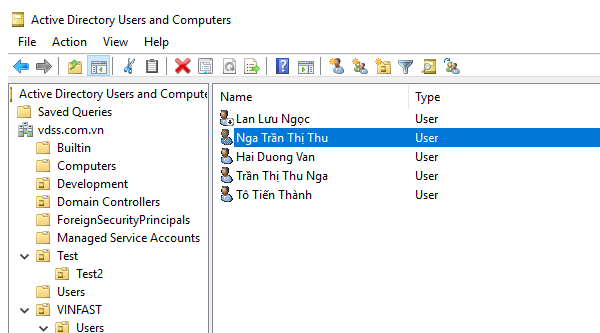 Active Directory Users and Computers
File Action View Help
Active Directory Users and Compute
Saved Queries
vdss.com.vn
Builtin
Computers
Development
Domain Controllers
ForeignSecurityPrincipals
Managed Service Accounts
Test
Test2
Users
VINFAST
Users
Name Type
Lan Lưu Ngọc User
Nga Trần Thị Thu User
Hai Duong Van User
Trần Thị Thu Nga User
Tô Tiến Thành User